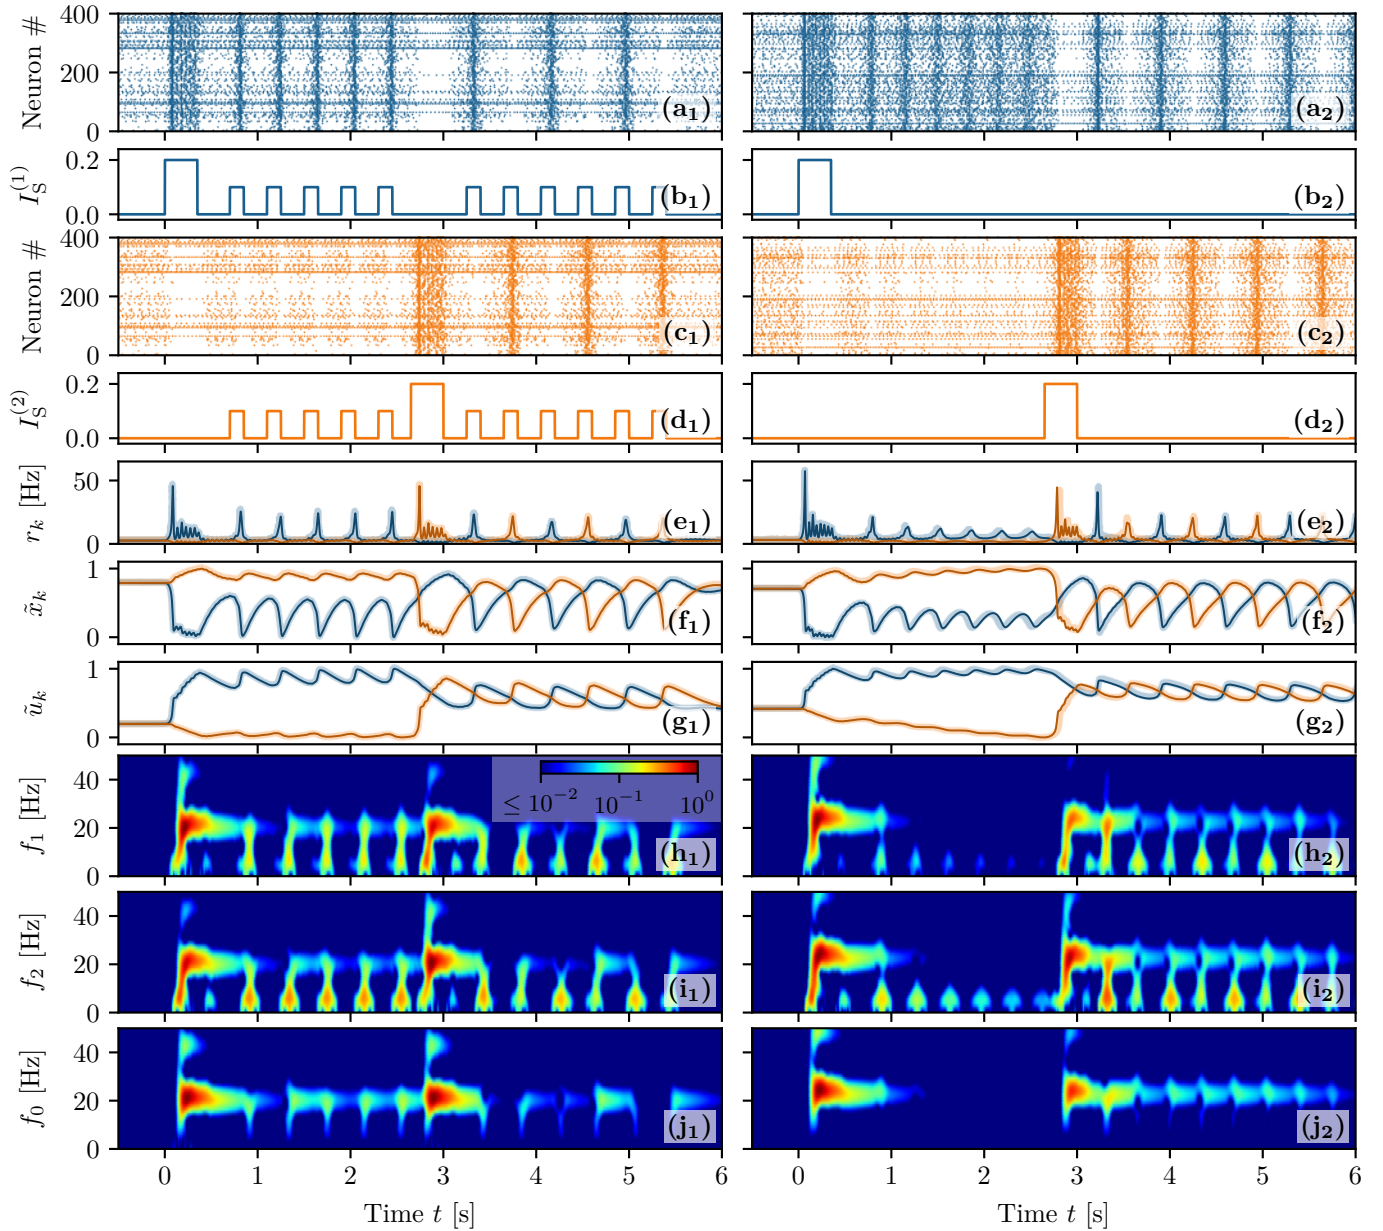 Neuron #
400
200
0
(a₁)
(a₂)
I_S^(1)
0.2
0.0
(b₁)
(b₂)
Neuron #
400
200
0
(c₁)
(c₂)
I_S^(2)
0.2
0.0
(d₁)
(d₂)
r_k [Hz]
50
0
(e₁)
(e₂)
x̃_k
1
0
(f₁)
(f₂)
ũ_k
1
0
(g₁)
(g₂)
f₁ [Hz]
40
20
0
≤ 10⁻² 10⁻¹ 10⁰
(h₁)
(h₂)
f₂ [Hz]
40
20
0
(i₁)
(i₂)
f₀ [Hz]
40
20
0
(j₁)
(j₂)
0 1 2 3 4 5 6
0 1 2 3 4 5 6
Time t [s]
Time t [s]